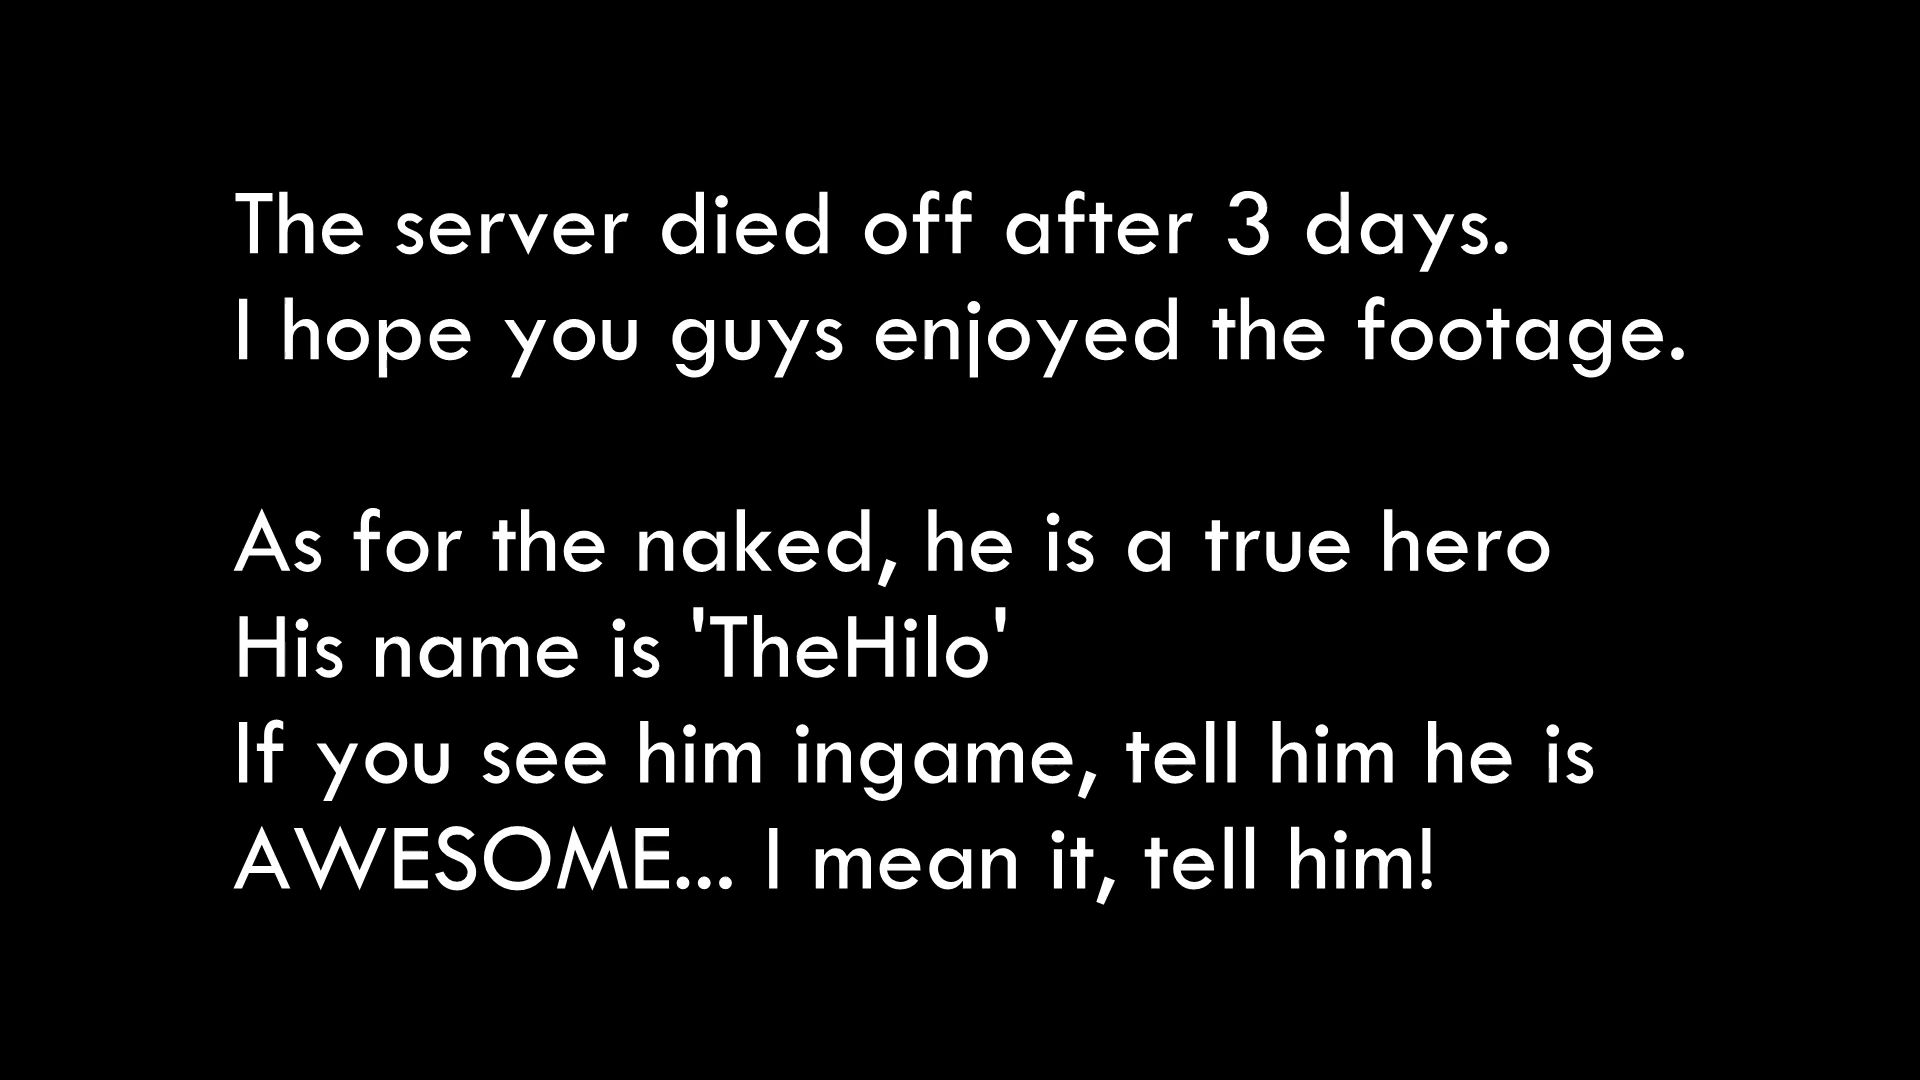 The server died off after 3 days.
I hope you guys enjoyed the footage.
As for the naked, he is a true hero
His name is 'TheHilo'
If you see him ingame, tell him he is
AWESOME... I mean it, tell him!